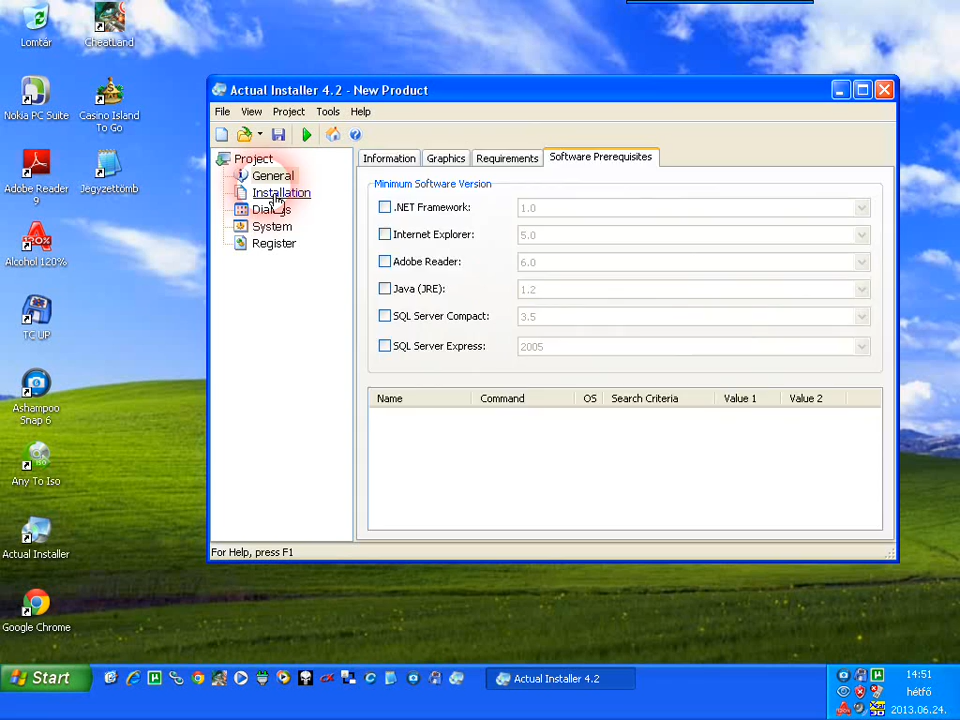 Lomtár
CheatLand
Nokia PC Suite
Casino Island
To Go
Adobe Reader
9
Jegyzettömb
Alcohol 120%
TC UP
Ashampoo
Snap 6
Any To Iso
Actual Installer
Google Chrome
Actual Installer 4.2 - New Product
File View Project Tools Help
Project
General
Installation
Dialogs
System
Register
Information Graphics Requirements Software Prerequisites
Minimum Software Version
.NET Framework: 1.0
Internet Explorer: 5.0
Adobe Reader: 6.0
Java (JRE): 1.2
SQL Server Compact: 3.5
SQL Server Express: 2005
Name Command OS Search Criteria Value 1 Value 2
For Help, press F1
Start
Actual Installer 4.2
14:51
hétfő
2013.06.24.